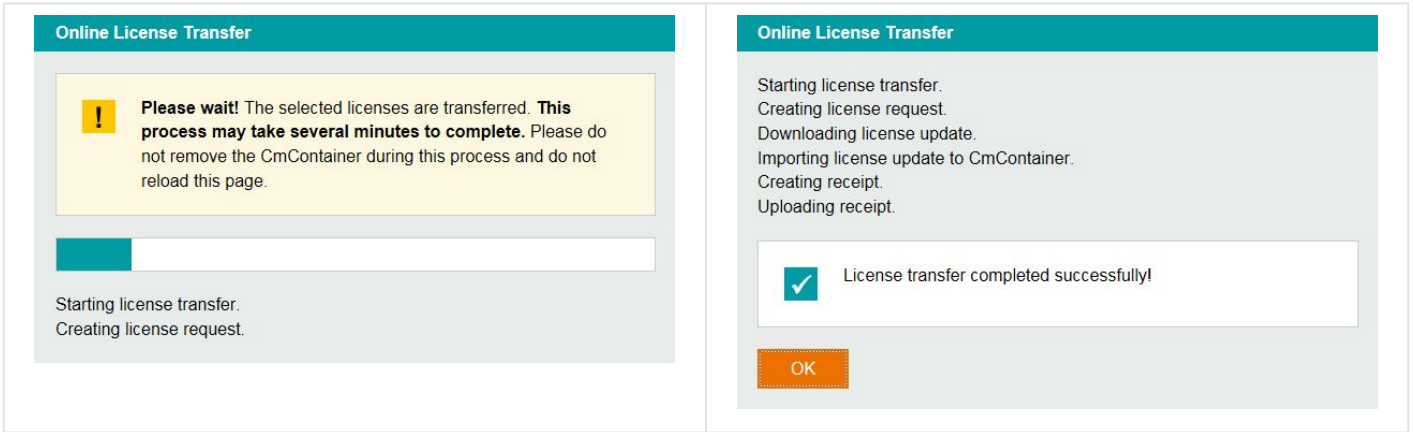 Online License Transfer
!
Please wait! The selected licenses are transferred. This
process may take several minutes to complete. Please do
not remove the CmContainer during this process and do not
reload this page.
Starting license transfer.
Creating license request.
Online License Transfer
Starting license transfer.
Creating license request.
Downloading license update.
Importing license update to CmContainer.
Creating receipt.
Uploading receipt.
License transfer completed successfully!
OK